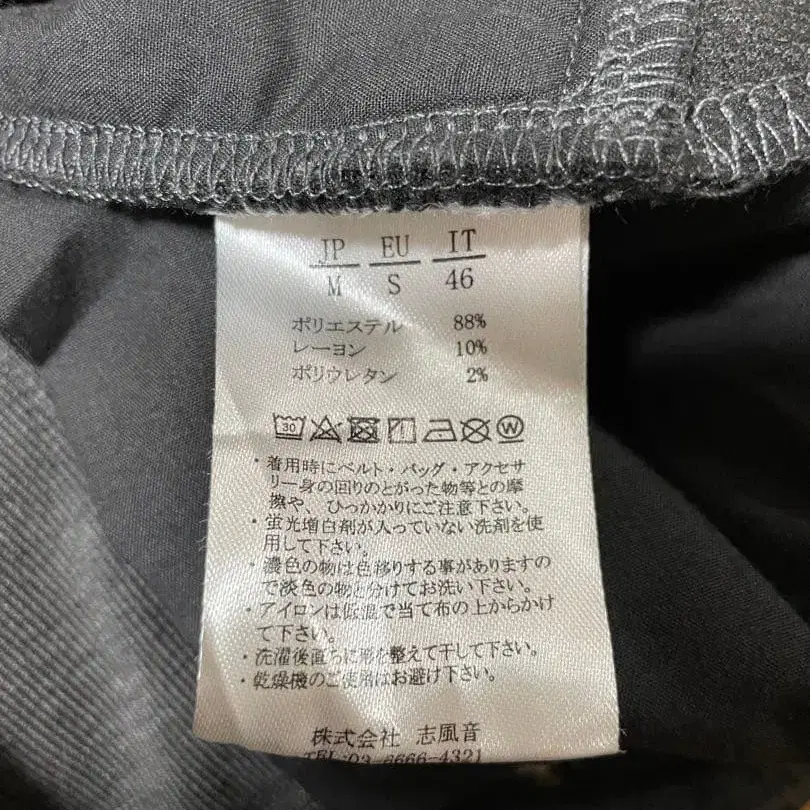 JP EU IT
M S 46
ポリエステル 88%
レーヨン 10%
ポリウレタン 2%
30 W
・着用時にベルト・バッグ・アクセサ
リー身の回りのとがった物等との摩
擦や、ひっかかりにご注意下さい。
・蛍光増白剤が入っていない洗剤を使
用して下さい。
・濃色の物は色移りする事がありますの
で淡色の物と分けてお洗い下さい。
・アイロンは低温で当て布の上からかけ
て下さい。
・洗濯後直ちに形を整えて干して下さい。
・乾燥機のご使用はお避け下さい。
株式会社 志風音
TEL:03-6666-4321